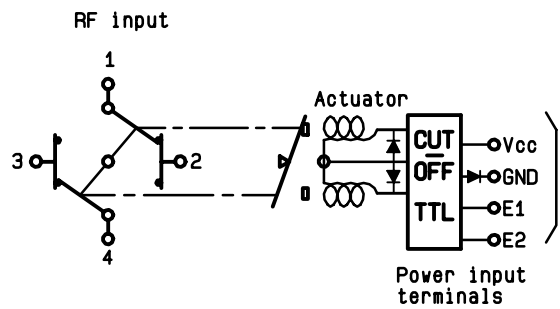 RF input
1
Actuator
3
2
CUT
OFF
TTL
Vcc
GND
E1
E2
4
Power input
terminals